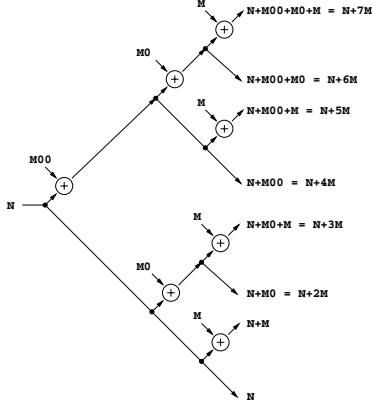 M
N+M00+M0+M = N+7M
+
M0
+
N+M00+M0 = N+6M
M
N+M00+M = N+5M
+
M00
+
N+M00 = N+4M
N
M
N+M0+M = N+3M
+
M0
+
N+M0 = N+2M
M
N+M
+
N